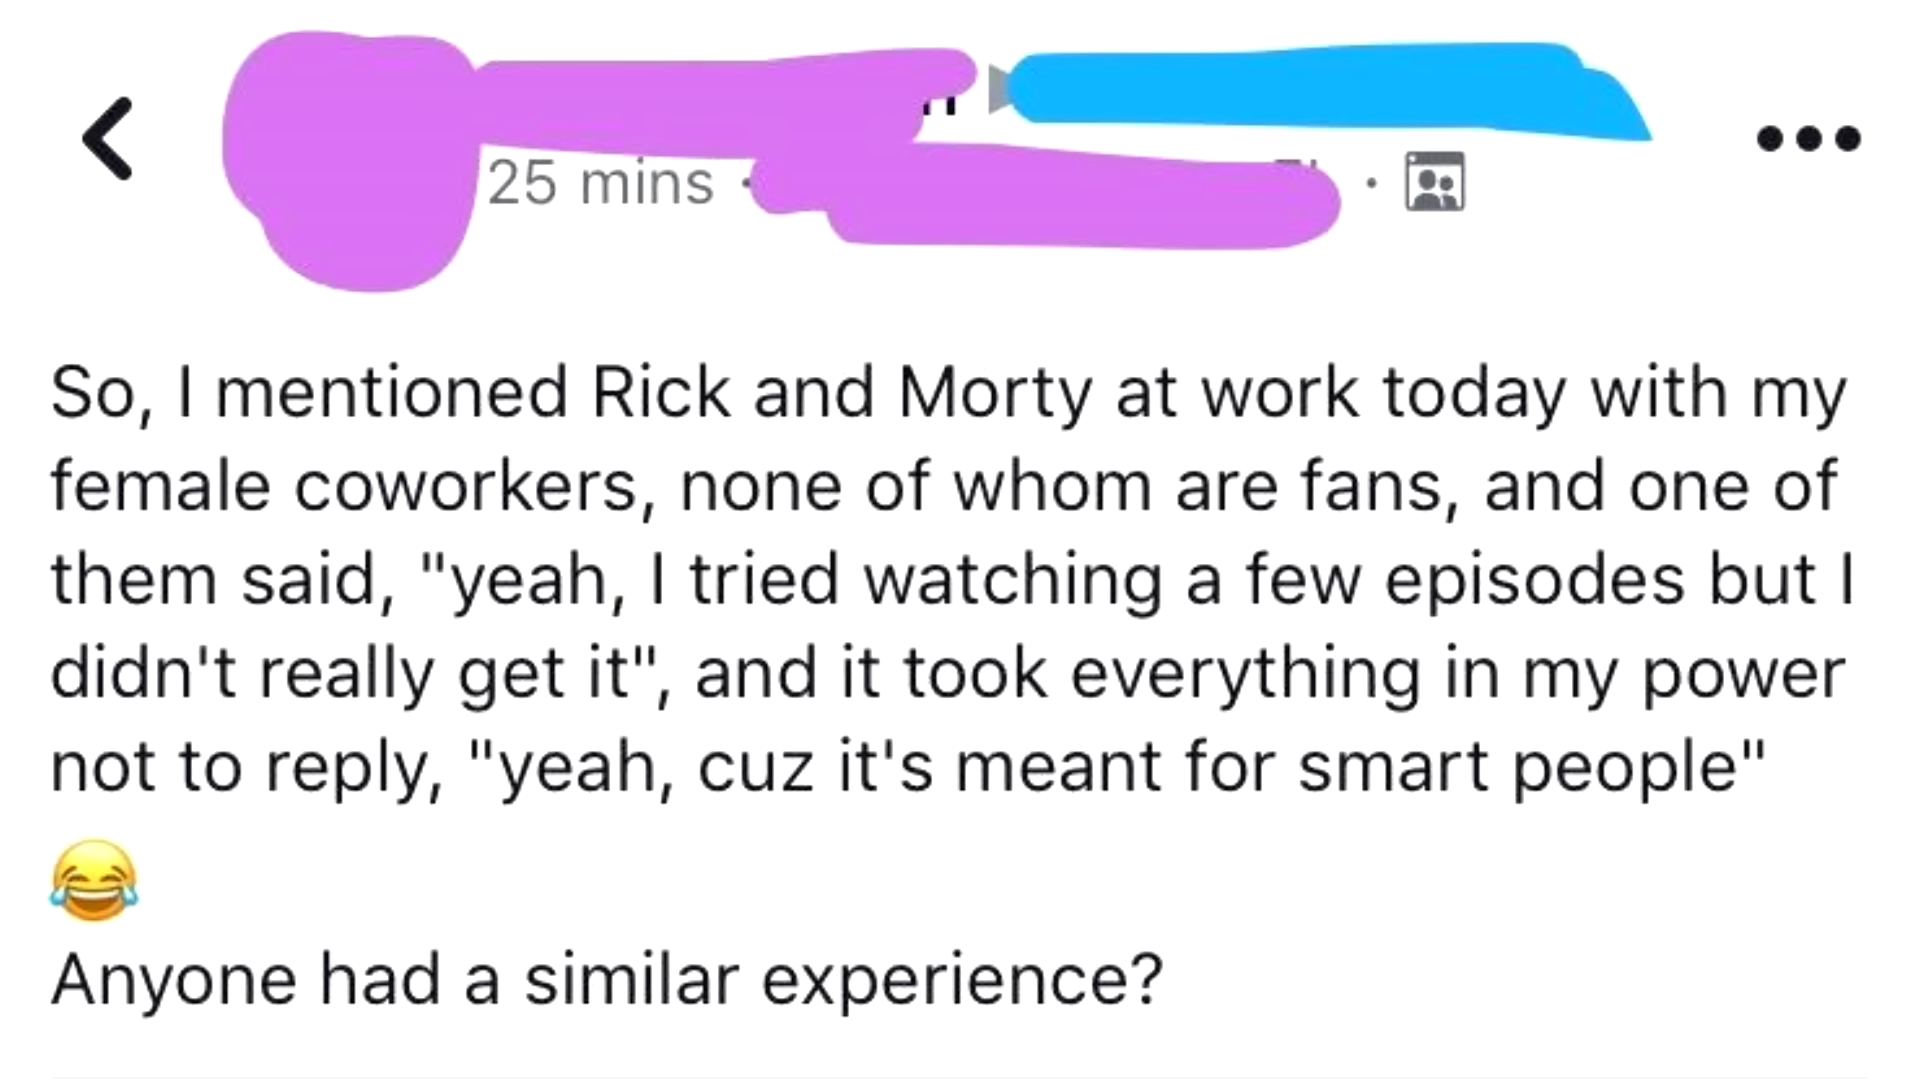 25 mins ·
·
So, I mentioned Rick and Morty at work today with my
female coworkers, none of whom are fans, and one of
them said, "yeah, I tried watching a few episodes but I
didn't really get it", and it took everything in my power
not to reply, "yeah, cuz it's meant for smart people"
😂
Anyone had a similar experience?